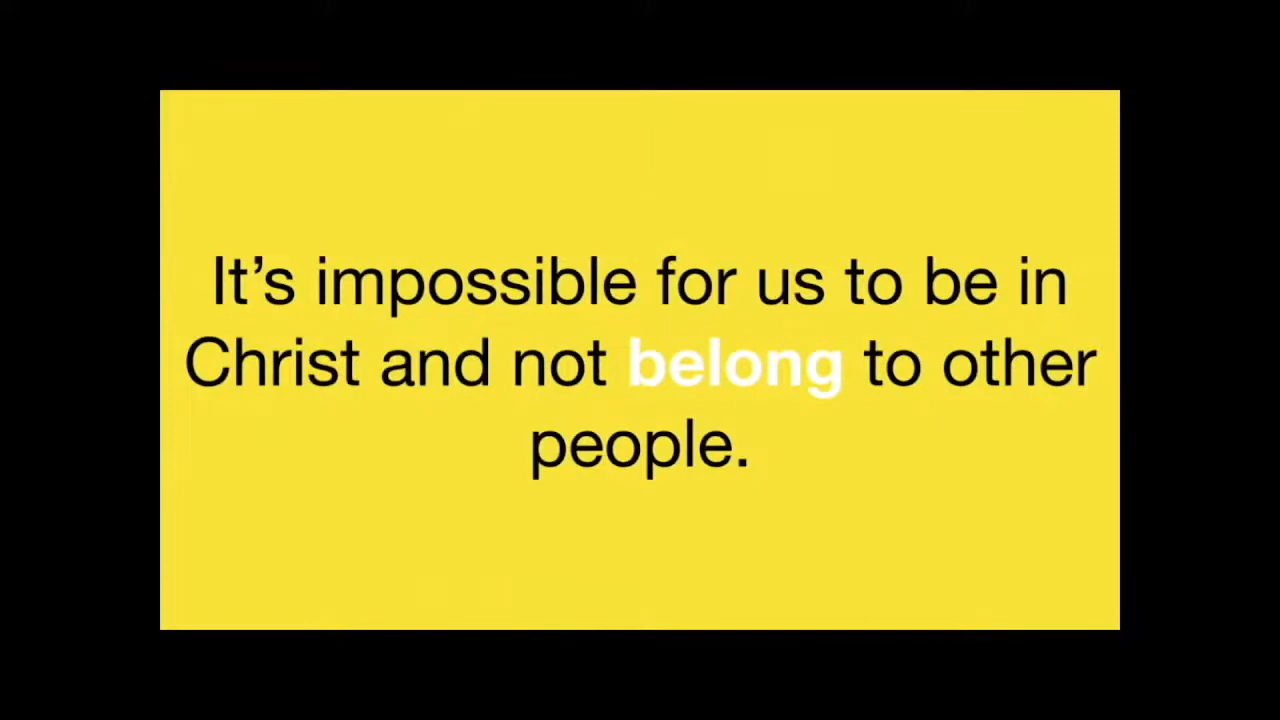 It’s impossible for us to be in
Christ and not belong to other
people.